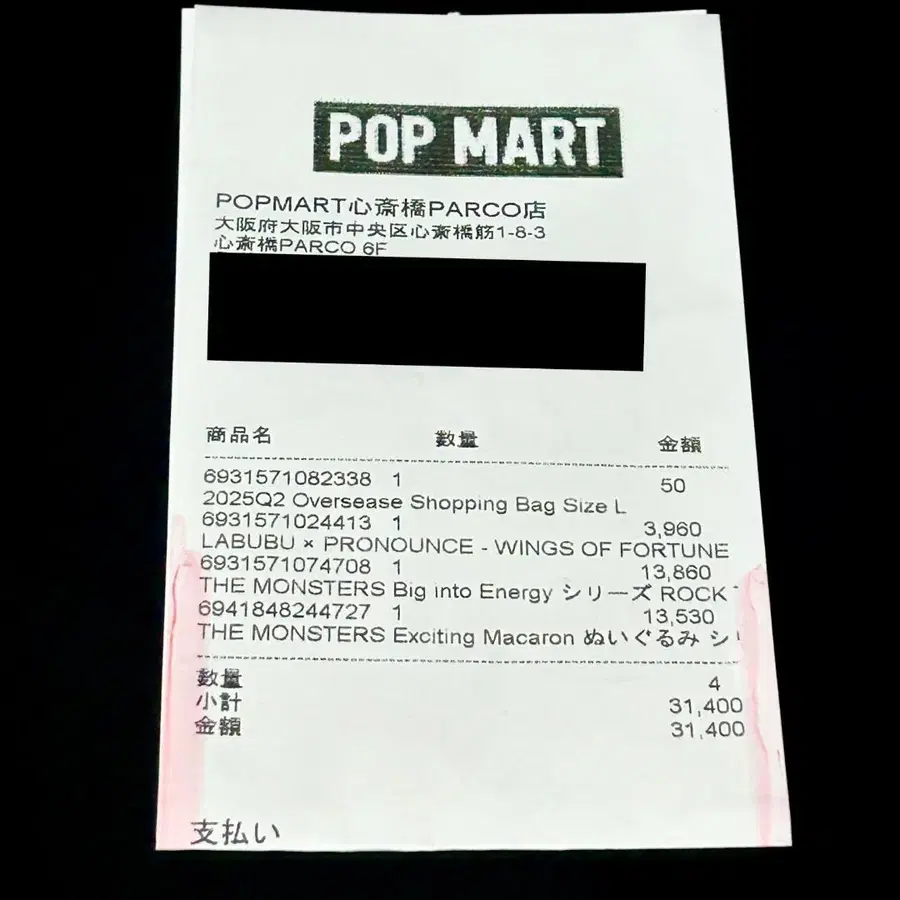 POP MART
POPMART心斎橋PARCO店
大阪府大阪市中央区心斎橋筋1-8-3
心斎橋PARCO 6F
商品名 数量 金額
6931571082338 1 50
2025Q2 Oversease Shopping Bag Size L
6931571024413 1 3,960
LABUBU × PRONOUNCE - WINGS OF FORTUNE
6931571074708 1 13,860
THE MONSTERS Big into Energy シリーズ ROCK
6941848244727 1 13,530
THE MONSTERS Exciting Macaron ぬいぐるみ シ
数量 4
小計 31,400
金額 31,400
支払い